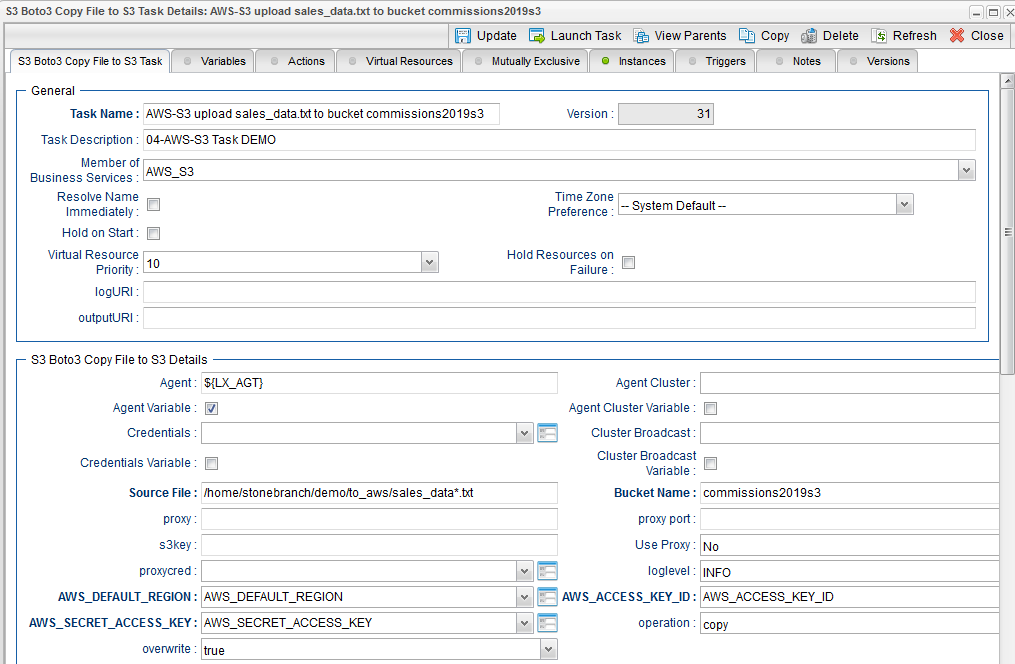 S3 Boto3 Copy File to S3 Task Details: AWS-S3 upload sales_data.txt to bucket commissions2019s3
Update Launch Task View Parents Copy Delete Refresh Close
S3 Boto3 Copy File to S3 Task Variables Actions Virtual Resources Mutually Exclusive Instances Triggers Notes Versions
General
Task Name : AWS-S3 upload sales_data.txt to bucket commissions2019s3 Version : 31
Task Description : 04-AWS-S3 Task DEMO
Member of
Business Services : AWS_S3
Resolve Name
Immediately :
Time Zone
Preference : -- System Default --
Hold on Start :
Virtual Resource
Priority : 10
Hold Resources on
Failure :
logURI :
outputURI :
S3 Boto3 Copy File to S3 Details
Agent : ${LX_AGT} Agent Cluster :
Agent Variable : Agent Cluster Variable :
Credentials : Cluster Broadcast :
Credentials Variable : Cluster Broadcast
Variable :
Source File : /home/stonebranch/demo/to_aws/sales_data*.txt Bucket Name : commissions2019s3
proxy : proxy port :
s3key : Use Proxy : No
proxycred : loglevel : INFO
AWS_DEFAULT_REGION : AWS_DEFAULT_REGION AWS_ACCESS_KEY_ID : AWS_ACCESS_KEY_ID
AWS_SECRET_ACCESS_KEY : AWS_SECRET_ACCESS_KEY operation : copy
overwrite : true